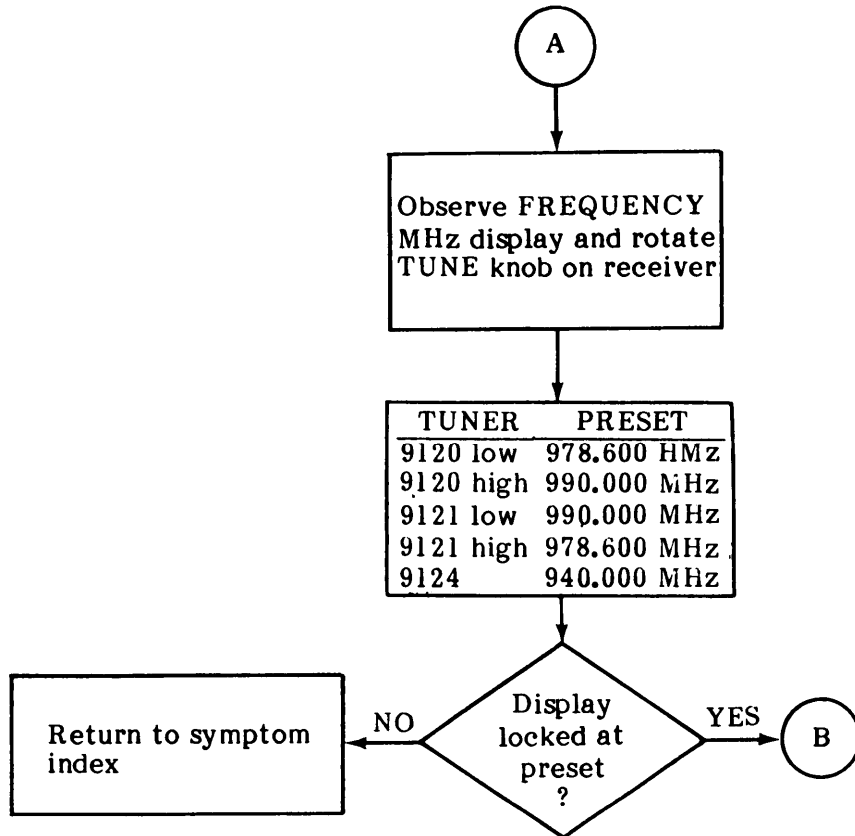 A
Observe FREQUENCY
MHz display and rotate
TUNE knob on receiver
TUNER PRESET
9120 low 978.600 HMz
9120 high 990.000 MHz
9121 low 990.000 MHz
9121 high 978.600 MHz
9124 940.000 MHz
Display
locked at
preset
?
NO
Return to symptom
index
YES
B